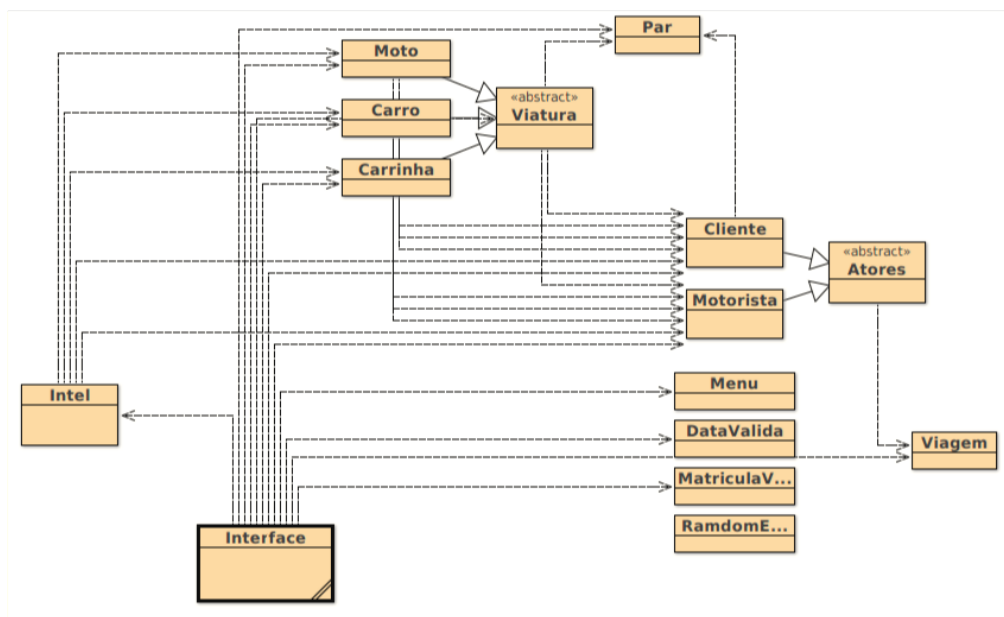 Par
Moto
«abstract»
Viatura
Carro
Carrinha
Cliente
«abstract»
Atores
Motorista
Menu
Intel
DataValida
Viagem
MatriculaV...
RamdomE...
Interface